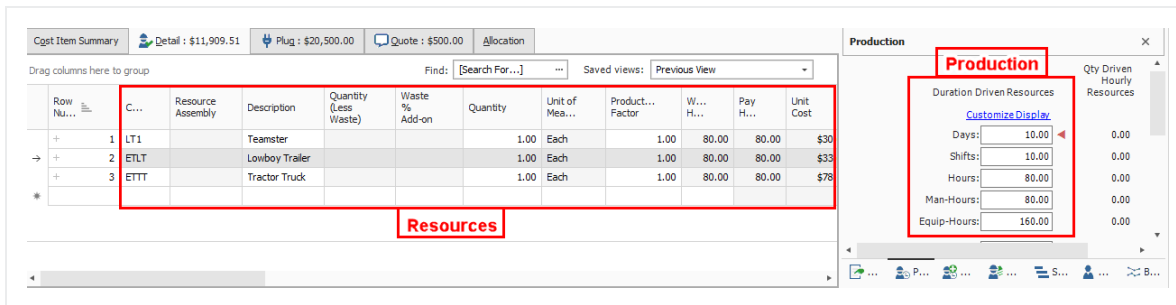 Cost Item Summary Detail : $11,909.51 Plug : $20,500.00 Quote : $500.00 Allocation
Drag columns here to group Find: [Search For...] ... Saved views: Previous View
Row Nu... C... Resource Assembly Description Quantity (Less Waste) Waste % Add-on Quantity Unit of Mea... Product... Factor W... H... Pay H... Unit Cost
1 LT1 Teamster 1.00 Each 1.00 80.00 80.00 $30
2 ETLT Lowboy Trailer 1.00 Each 1.00 80.00 80.00 $33
3 ETTT Tractor Truck 1.00 Each 1.00 80.00 80.00 $78
Resources
Production
Production
Qty Driven
Hourly
Duration Driven Resources Resources
Customize Display
Days: 10.00 0.00
Shifts: 10.00 0.00
Hours: 80.00 0.00
Man-Hours: 80.00 0.00
Equip-Hours: 160.00 0.00
... P... ... ... S... ... B...